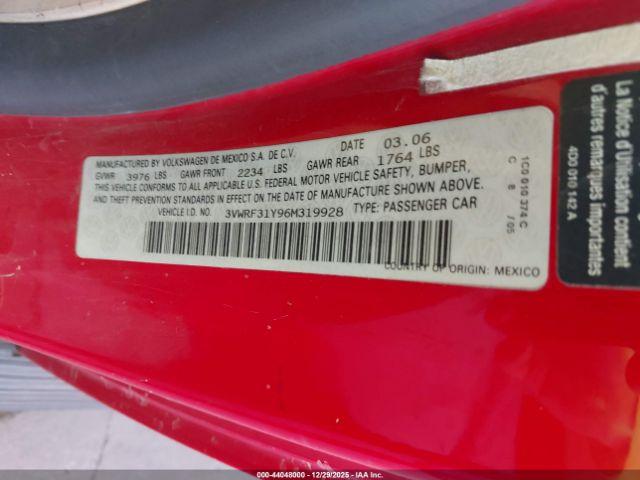 MANUFACTURED BY VOLKSWAGEN DE MEXICO S.A. DE C.V. DATE 03.06
GVWR 3976 LBS GAWR FRONT 2234 LBS GAWR REAR 1764 LBS
THIS VEHICLE CONFORMS TO ALL APPLICABLE U.S. FEDERAL MOTOR VEHICLE SAFETY, BUMPER,
AND THEFT PREVENTION STANDARDS IN EFFECT ON THE DATE OF MANUFACTURE SHOWN ABOVE.
VEHICLE I.D. NO. 3VWRF31Y96M319928 TYPE: PASSENGER CAR
COUNTRY OF ORIGIN: MEXICO
1C0 010 374 C
C 8 /05
La Notice d'Utilisation contient
d'autres remarques importantes
4D0 010 142 A
000-44048000 - 12/29/2025 - IAAI.COM